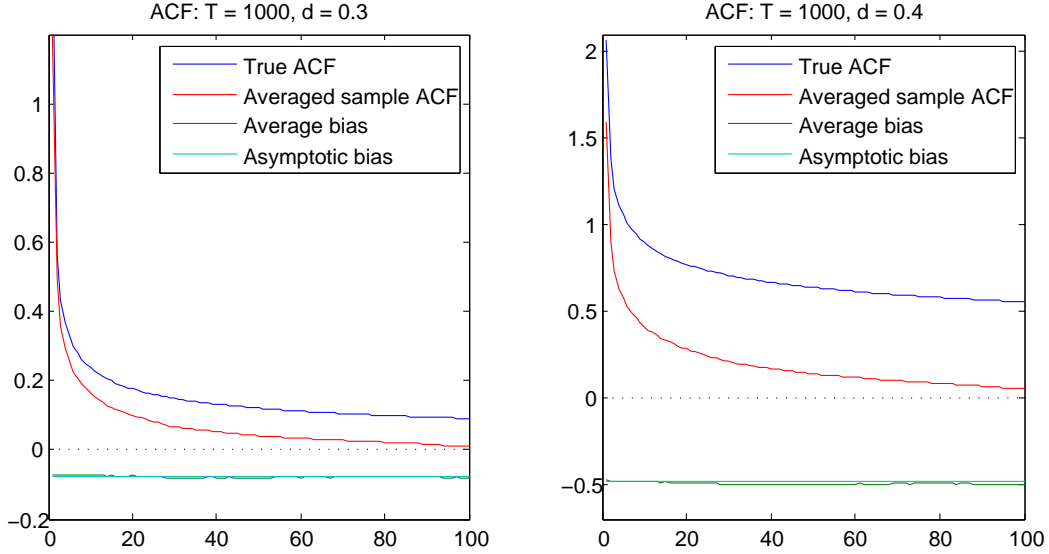 ACF: T = 1000, d = 0.3
1
0.8
0.6
0.4
0.2
0
−0.2
0
20
40
60
80
100
True ACF
Averaged sample ACF
Average bias
Asymptotic bias
ACF: T = 1000, d = 0.4
2
1.5
1
0.5
0
−0.5
0
20
40
60
80
100
True ACF
Averaged sample ACF
Average bias
Asymptotic bias